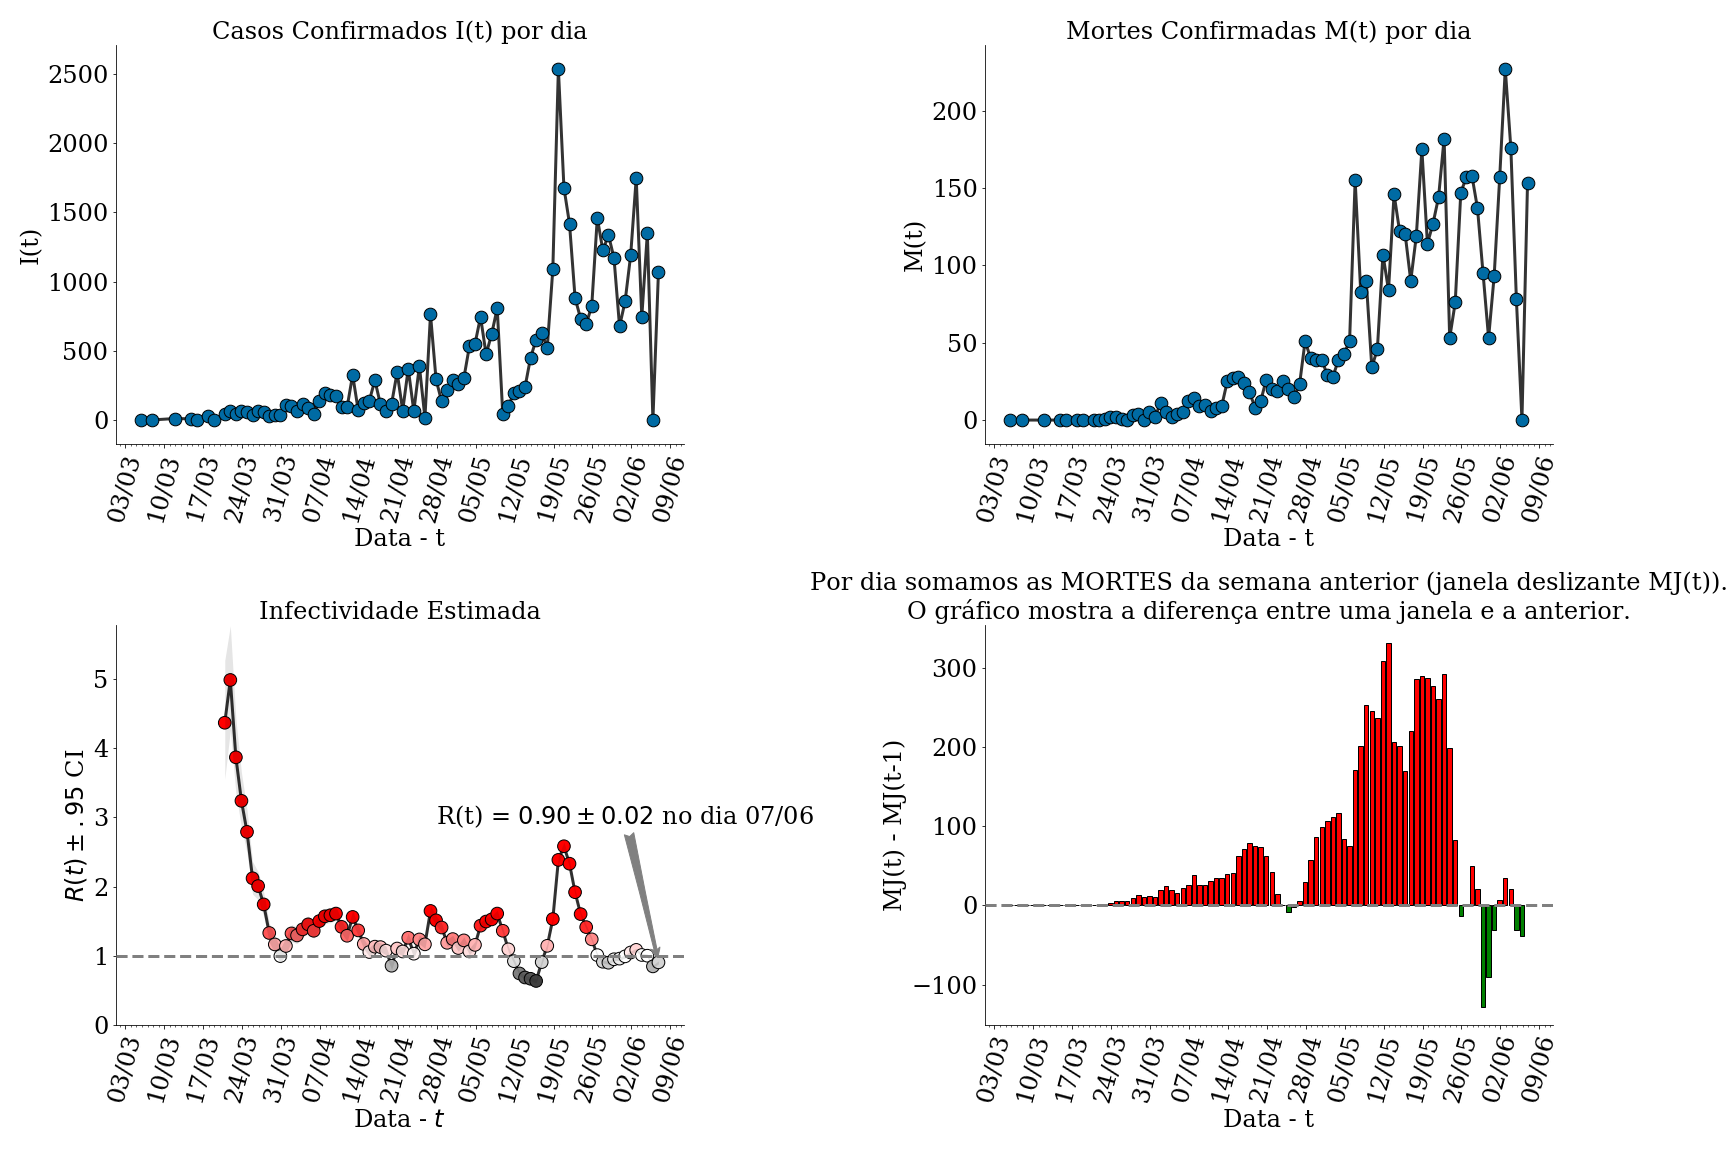 Casos Confirmados I(t) por dia
I(t)
2500
2000
1500
1000
500
0
03/03 10/03 17/03 24/03 31/03 07/04 14/04 21/04 28/04 05/05 12/05 19/05 26/05 02/06 09/06
Data - t
Mortes Confirmadas M(t) por dia
M(t)
200
150
100
50
0
03/03 10/03 17/03 24/03 31/03 07/04 14/04 21/04 28/04 05/05 12/05 19/05 26/05 02/06 09/06
Data - t
Infectividade Estimada
R(t) ± .95 CI
5
4
3
2
1
0
R(t) = 0.90 ± 0.02 no dia 07/06
03/03 10/03 17/03 24/03 31/03 07/04 14/04 21/04 28/04 05/05 12/05 19/05 26/05 02/06 09/06
Data - t
Por dia somamos as MORTES da semana anterior (janela deslizante MJ(t)).
O gráfico mostra a diferença entre uma janela e a anterior.
MJ(t) - MJ(t-1)
300
200
100
0
−100
03/03 10/03 17/03 24/03 31/03 07/04 14/04 21/04 28/04 05/05 12/05 19/05 26/05 02/06 09/06
Data - t